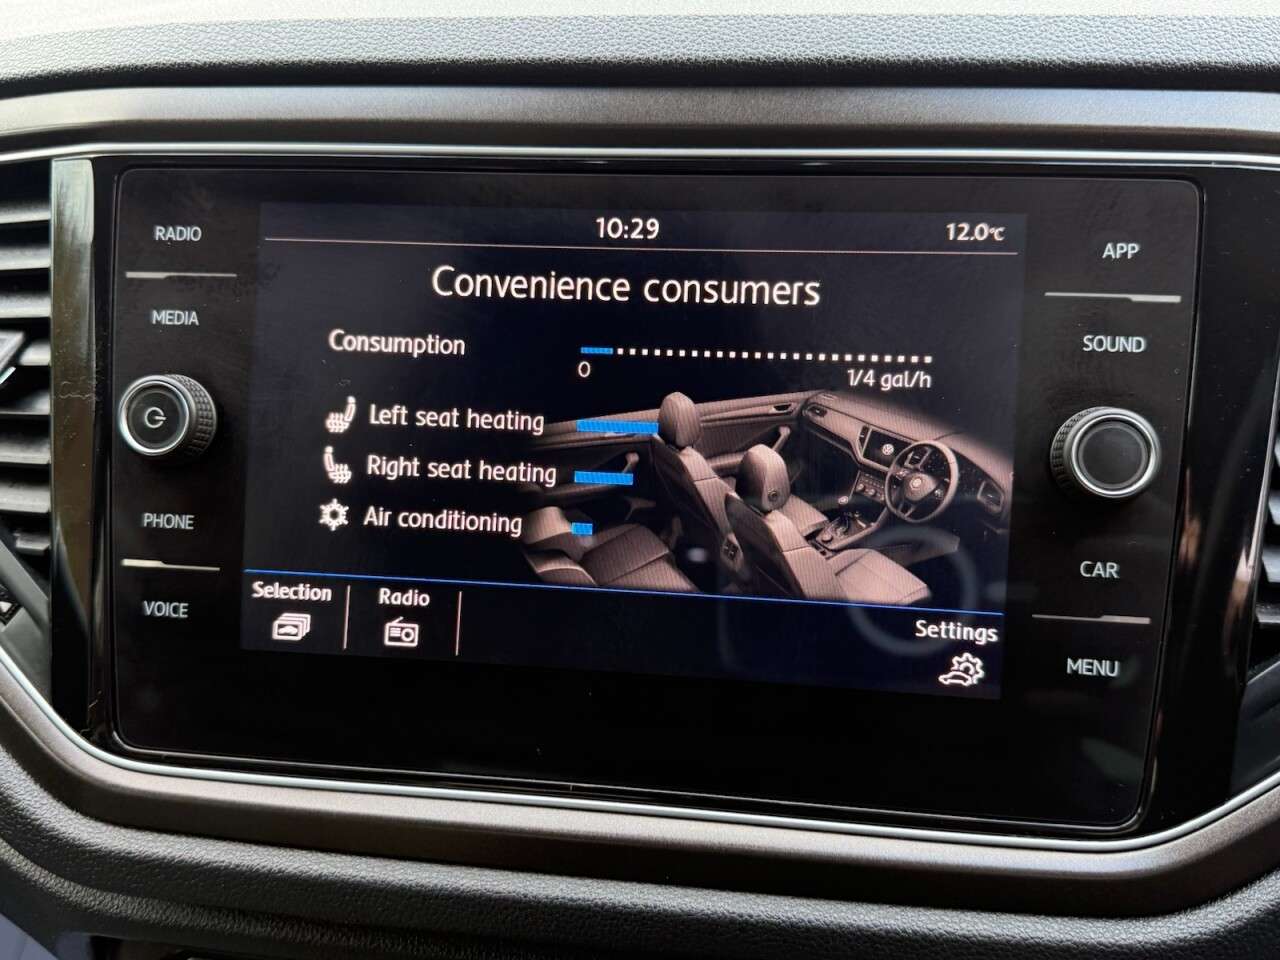 10:29
12.0°C
RADIO
MEDIA
PHONE
VOICE
Convenience consumers
Consumption
0
1/4 gal/h
Left seat heating
Right seat heating
Air conditioning
Selection
Radio
Settings
APP
SOUND
CAR
MENU